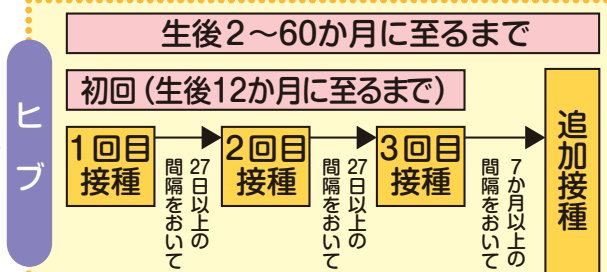 ヒブ
生後2～60か月に至るまで
初回（生後12か月に至るまで）
1回目
接種
27日以上の
間隔をおいて
2回目
接種
27日以上の
間隔をおいて
3回目
接種
7か月以上の
間隔をおいて
追加接種